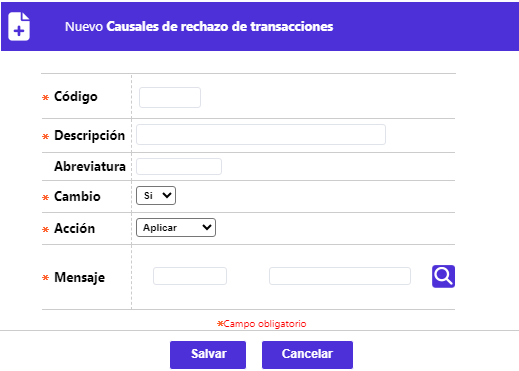 Nuevo Causales de rechazo de transacciones
* Código
* Descripción
Abreviatura
* Cambio Si
* Acción Aplicar
* Mensaje
*Campo obligatorio
Salvar Cancelar